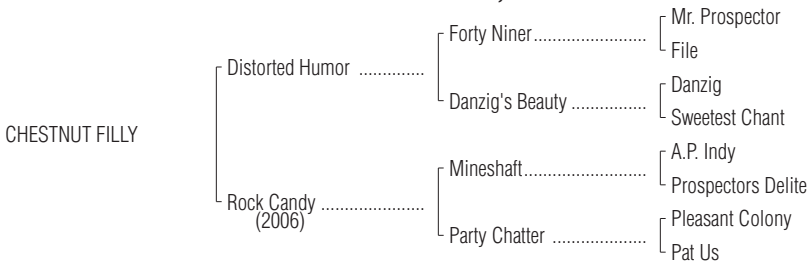 Mr. Prospector
Forty Niner.....................
File
Distorted Humor ..............
Danzig
Danzig's Beauty ................
Sweetest Chant
CHESTNUT FILLY
A.P. Indy
Mineshaft.......................
Prospectors Delite
Rock Candy ......................
(2006)
Pleasant Colony
Party Chatter ....................
Pat Us